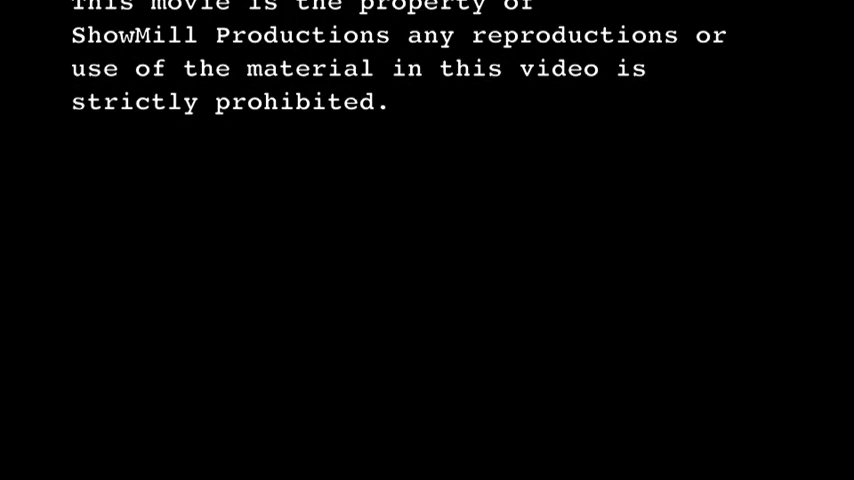 This movie is the property of
ShowMill Productions any reproductions or
use of the material in this video is
strictly prohibited.